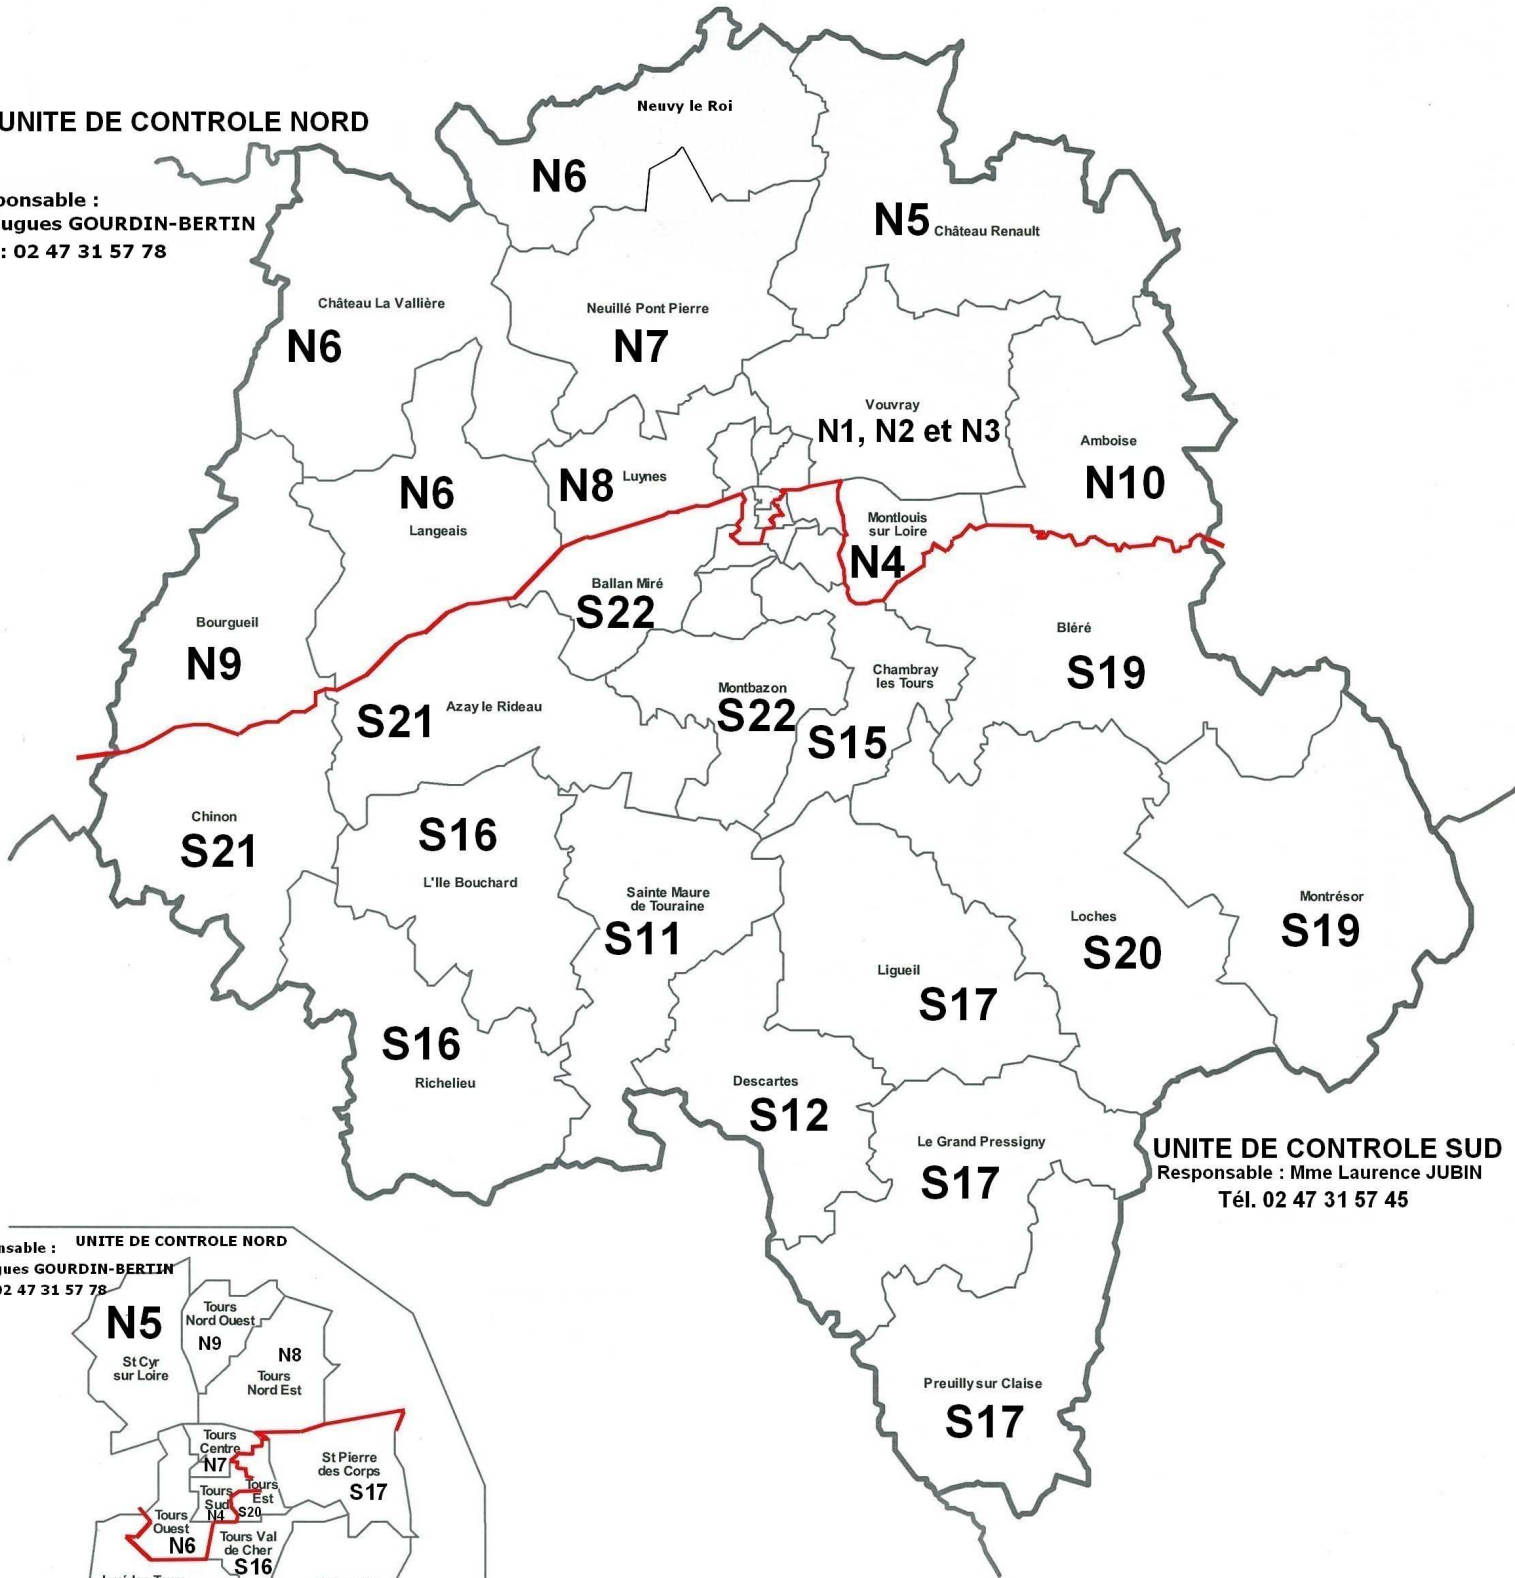 UNITE DE CONTROLE NORD
ponsable :
ugues GOURDIN-BERTIN
: 02 47 31 57 78
Neuvy le Roi
N6
N5 Château Renault
Château La Vallière
N6
Neuillé Pont Pierre
N7
Vouvray
N1, N2 et N3
Amboise
N10
N8 Luynes
N6
Langeais
Montlouis
sur Loire
N4
Ballan Miré
S22
Bourgueil
N9
Bléré
S19
Chambray
les Tours
S15
Montbazon
S22
S21 Azay le Rideau
Chinon
S21
S16
L'Ile Bouchard
Sainte Maure
de Touraine
S11
Loches
S20
Montrésor
S19
Ligueil
S17
S16
Richelieu
Descartes
S12
Le Grand Pressigny
S17
UNITE DE CONTROLE SUD
Responsable : Mme Laurence JUBIN
Tél. 02 47 31 57 45
Preuilly sur Claise
S17
UNITE DE CONTROLE NORD
nsable :
gues GOURDIN-BERTIN
02 47 31 57 78
N5
St Cyr
sur Loire
Tours
Nord Ouest
N9
N8
Tours
Nord Est
Tours
Centre
N7
St Pierre
des Corps
S17
Tours
Sud
N4
Tours
Est
S20
Tours
Ouest
N6
Tours Val
de Cher
S16